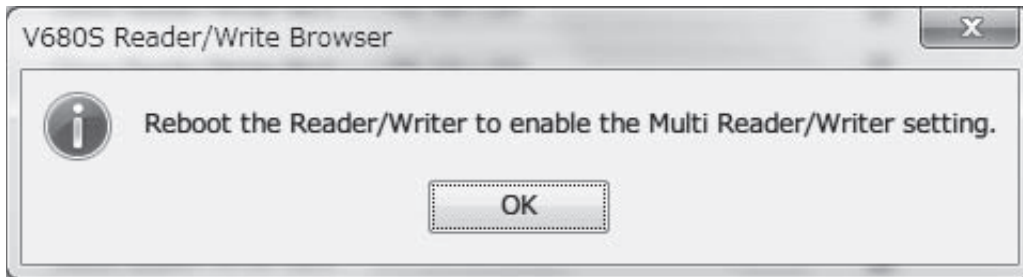 V680S Reader/Write Browser
Reboot the Reader/Writer to enable the Multi Reader/Writer setting.
OK